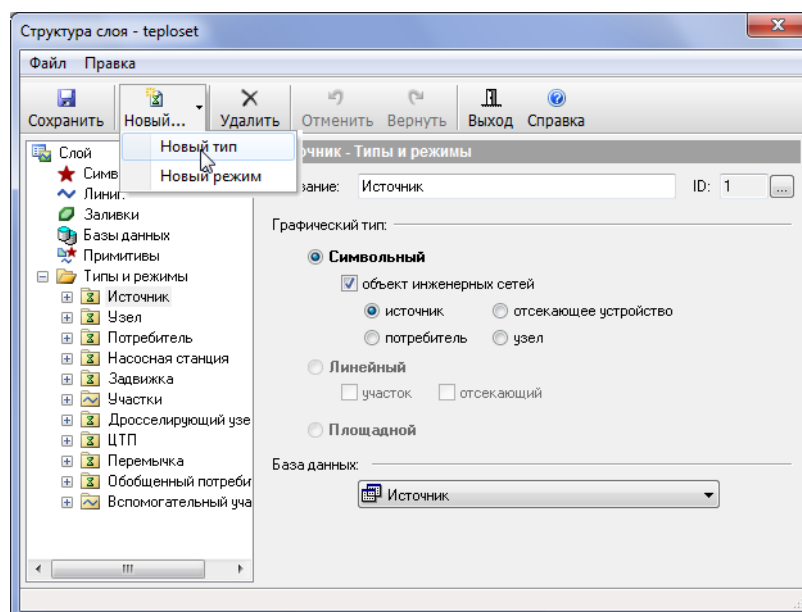 Структура слоя - teploset
Файл Правка
Сохранить Новый... Удалить Отменить Вернуть Выход Справка
Новый тип
Новый режим
Слой
Линии
Заливки
Базы данных
Примитивы
Типы и режимы
Источник
Узел
Потребитель
Насосная станция
Задвижка
Участки
Дросселирующий узе
ЦТП
Перемычка
Обобщенный потреби
Вспомогательный уча
- Типы и режимы
Источник ID: 1 ...
Графический тип:
Символьный
объект инженерных сетей
источник отсекающее устройство
потребитель узел
Линейный
участок отсекающий
Площадной
База данных:
Источник